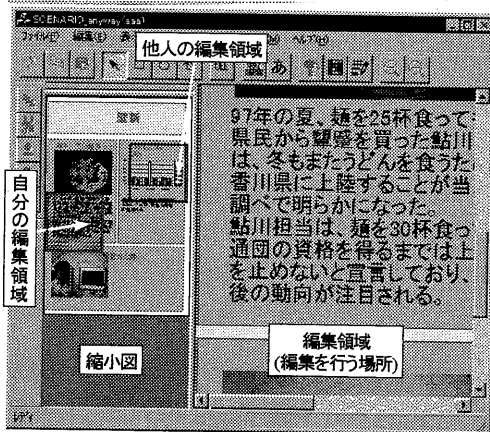 SCENARIO_anyway(aaa)
ファイル(F) 編集(E) ヘルプ(H)
他人の編集領域
あ
壁新
自分の編集領域
97年の夏、麺を25杯食って
県民から顰蹙を買った鮎川
は、冬もまたうどんを食うた
香川県に上陸することが当
調べで明らかになった。
鮎川担当は、麺を30杯食っ
通団の資格を得るまでは上
を止めないと宣言しており、
後の動向が注目される。
縮小図
編集領域
(編集を行う場所)
レディ